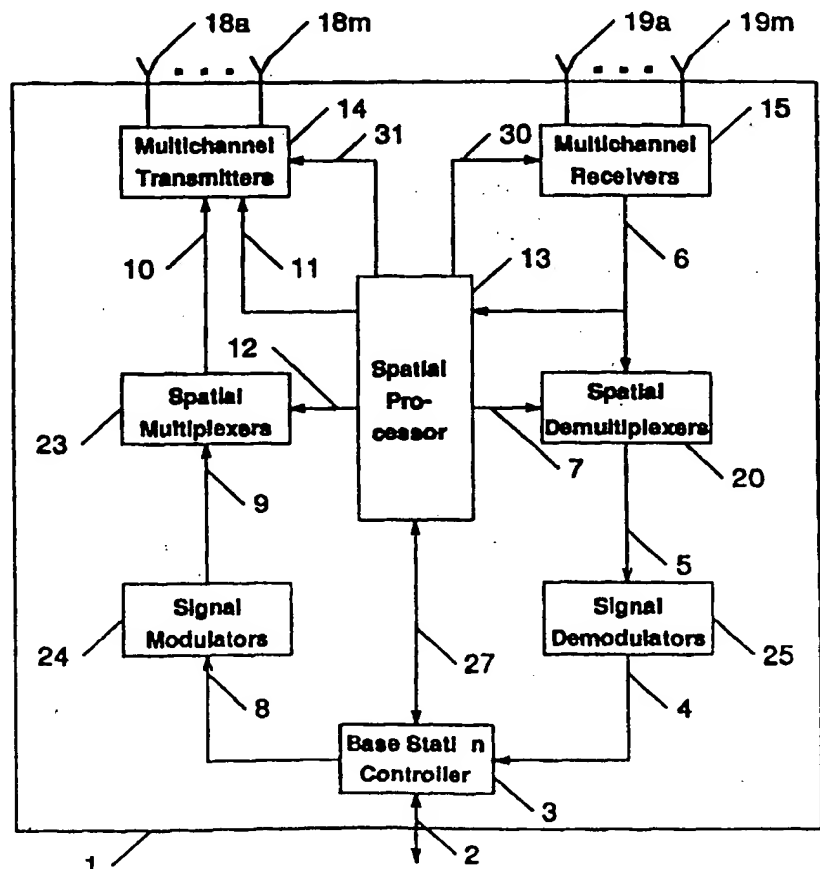 18a 18m 19a 19m
14 15
Multichannel
Transmitters
31 30
Multichannel
Receivers
10 11 13 6
12
Spatial
Multiplexers
Spatial
Pro-
cessor
Spatial
Demultiplexers
23 7 20
9 5
Signal
Modulators
Signal
Demodulators
24 27 25
8 4
Base Stati n
Controller
3
1 2